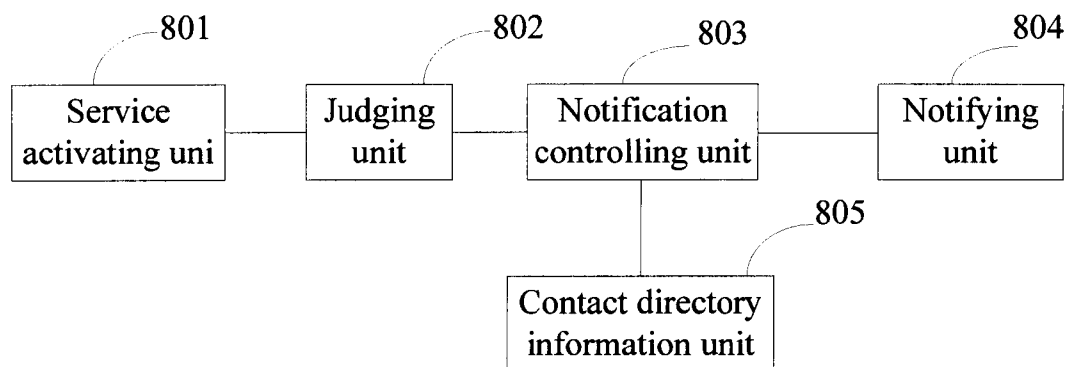 801
802
803
804
Service
activating uni
Judging
unit
Notification
controlling unit
Notifying
unit
805
Contact directory
information unit